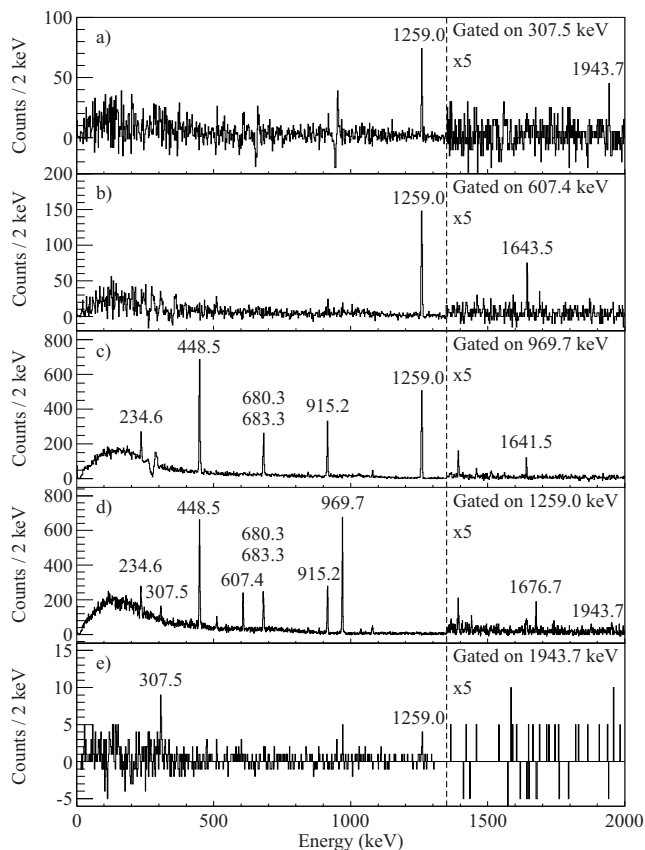 100
a)
1259.0
Gated on 307.5 keV
x5
1943.7
50
0
Counts / 2 keV
200
b)
1259.0
Gated on 607.4 keV
x5
150
1643.5
100
50
0
Counts / 2 keV
800
c)
448.5
1259.0
Gated on 969.7 keV
x5
600
680.3
683.3
915.2
400
234.6
1641.5
200
0
Counts / 2 keV
800
d)
448.5
969.7
Gated on 1259.0 keV
x5
600
680.3
683.3
400
234.6
307.5
607.4
915.2
1676.7
1943.7
200
0
Counts / 2 keV
15
e)
307.5
1259.0
Gated on 1943.7 keV
x5
10
5
0
-5
Counts / 2 keV
0 500 1000 1500 2000
Energy (keV)